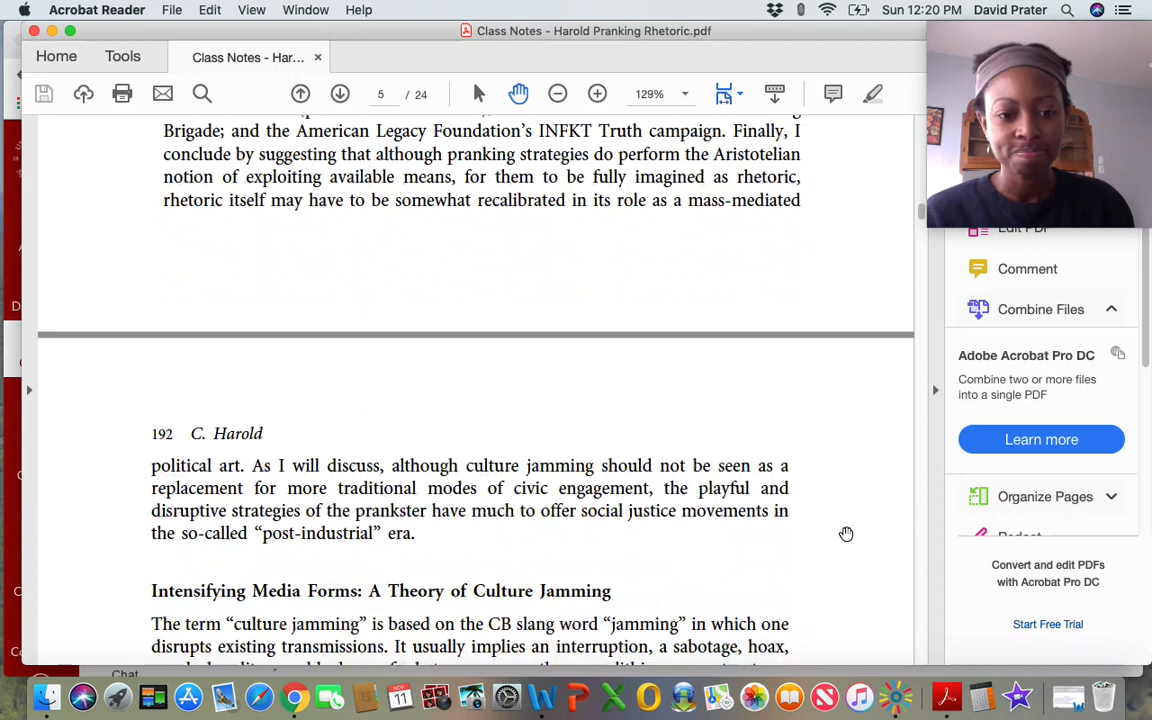 Acrobat Reader File Edit View Window Help Sun 12:20 PM David Prater
Class Notes - Harold Pranking Rhetoric.pdf
Home Tools Class Notes - Har... ×
5 / 24 129%
Brigade; and the American Legacy Foundation's INFKT Truth campaign. Finally, I
conclude by suggesting that although pranking strategies do perform the Aristotelian
notion of exploiting available means, for them to be fully imagined as rhetoric,
rhetoric itself may have to be somewhat recalibrated in its role as a mass-mediated
192 C. Harold
political art. As I will discuss, although culture jamming should not be seen as a
replacement for more traditional modes of civic engagement, the playful and
disruptive strategies of the prankster have much to offer social justice movements in
the so-called "post-industrial" era.
Intensifying Media Forms: A Theory of Culture Jamming
The term "culture jamming" is based on the CB slang word "jamming" in which one
disrupts existing transmissions. It usually implies an interruption, a sabotage, hoax,
Edit PDF
Comment
Combine Files
Adobe Acrobat Pro DC
Combine two or more files
into a single PDF
Learn more
Organize Pages
Redact
Convert and edit PDFs
with Acrobat Pro DC
Start Free Trial
Chat
NOV
11